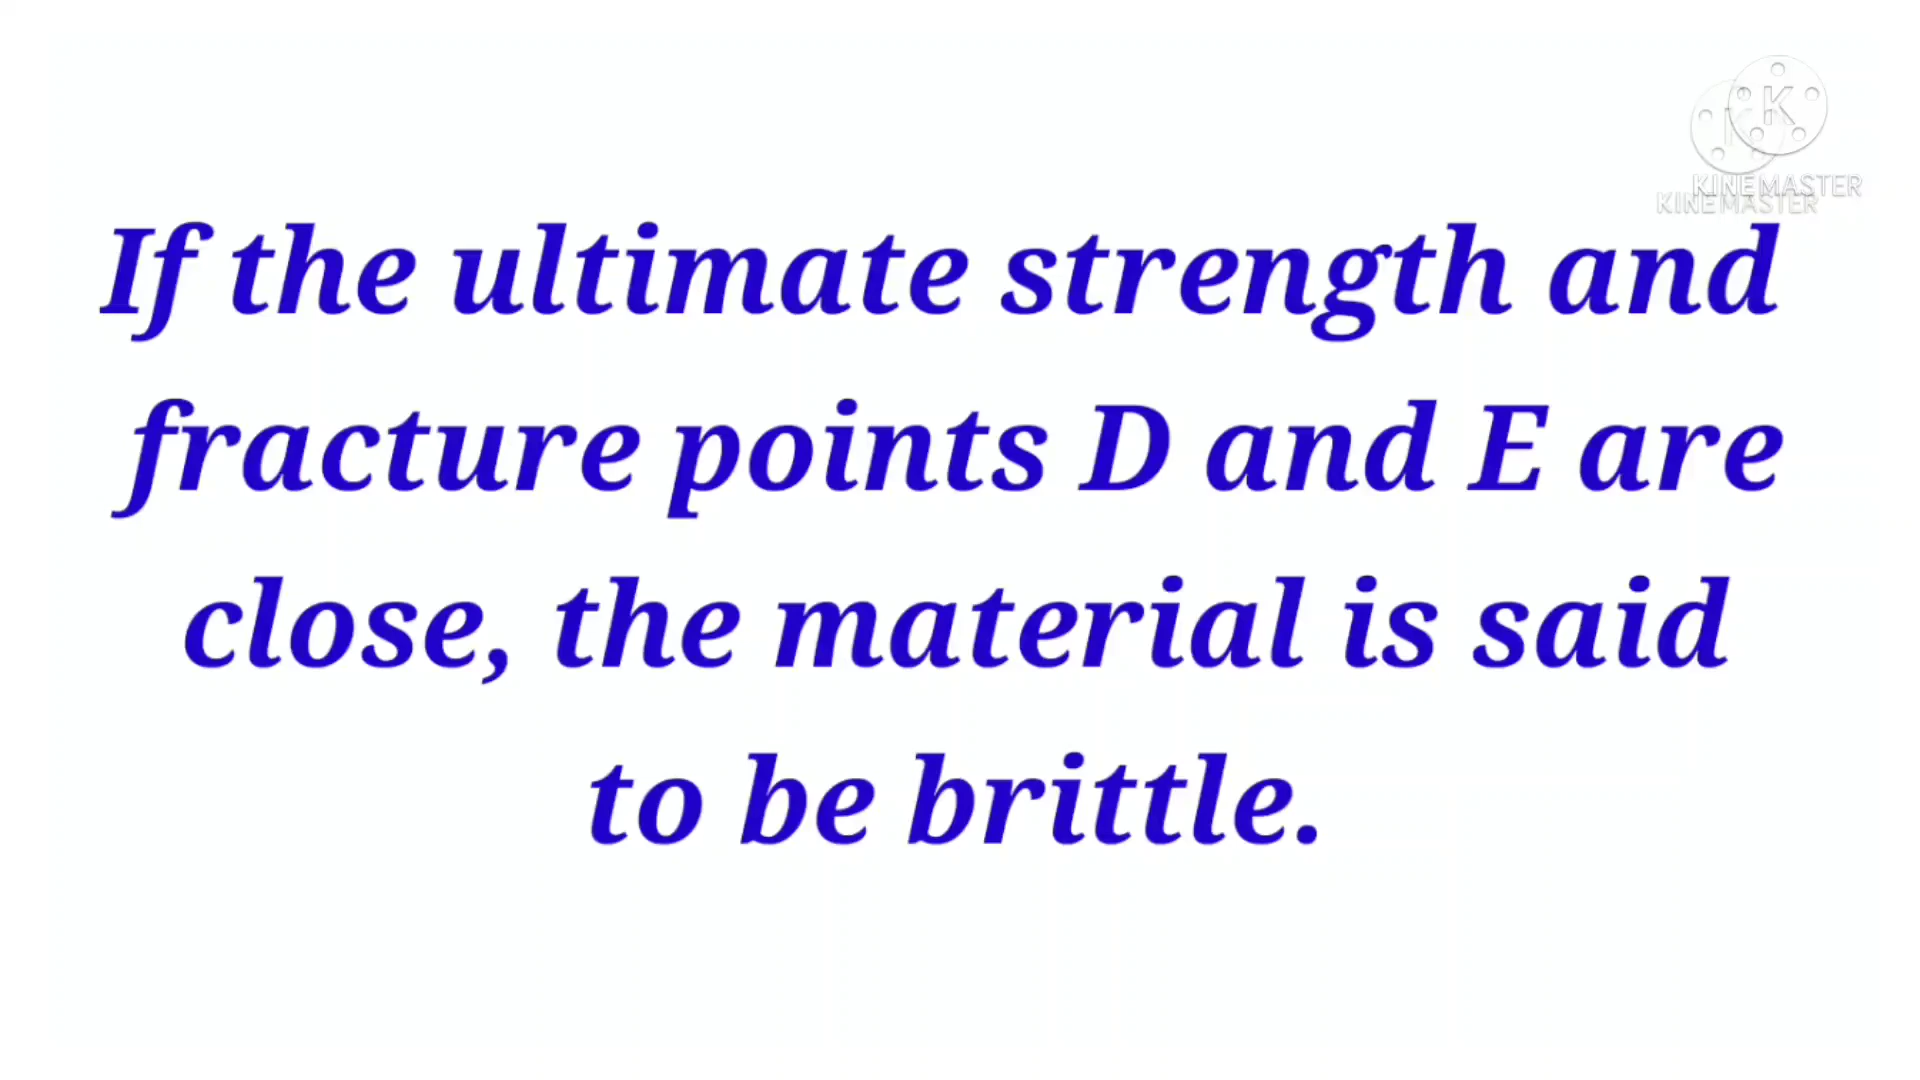 KINEMASTER
KINEMASTER
If the ultimate strength and
fracture points D and E are
close, the material is said
to be brittle.